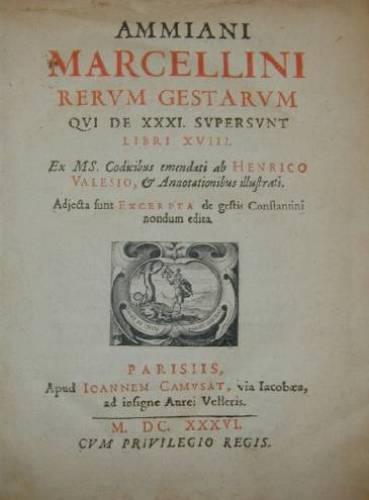 AMMIANI
MARCELLINI
RERVM GESTARVM
QVI DE XXXI. SVPERSVNT
LIBRI XVIII.
Ex MS. Codicibus emendati ab HENRICO
VALESIO, & Annotationibus illuſtrati.
Adjecta ſunt EXCERPTA de geſtis Conſtantini
nondum edita.
PARISIIS,
Apud IOANNEM CAMVSAT, via Iacobæa,
ad inſigne Aurei Velleris.
M. DC. XXXVI.
CVM PRIVILEGIO REGIS.